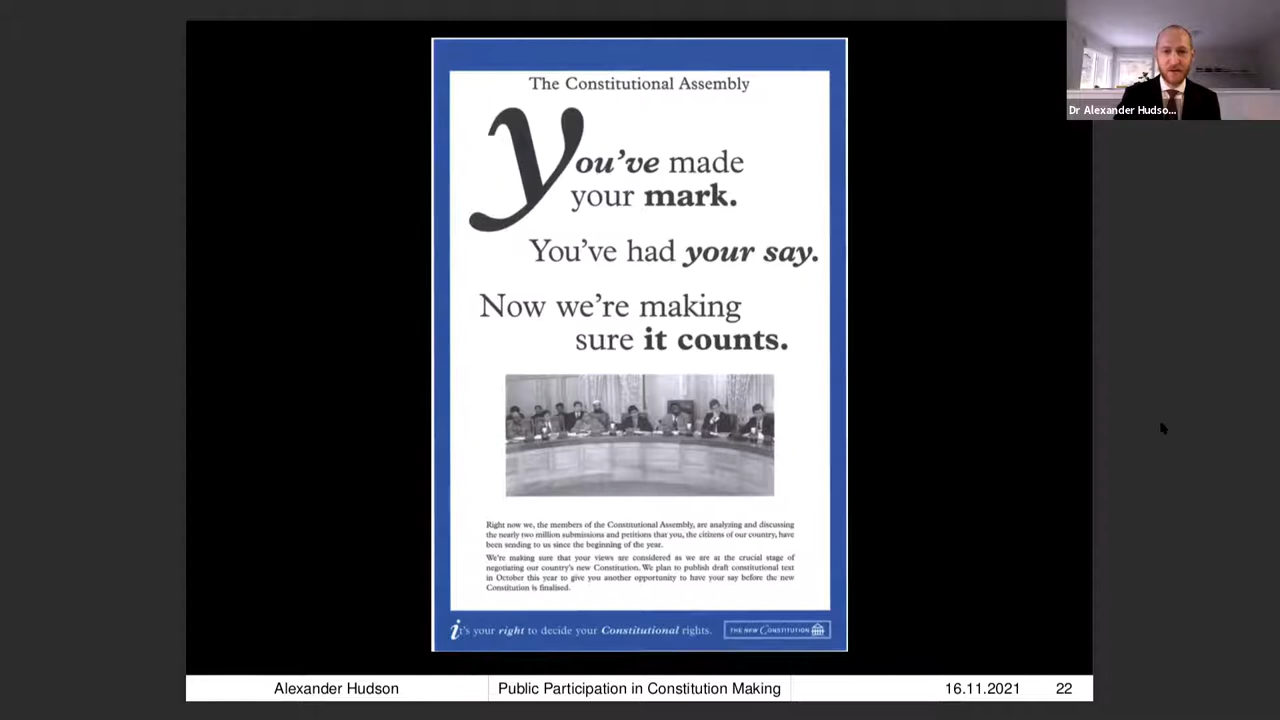 The Constitutional Assembly
You've made
your mark.
You've had your say.
Now we're making
sure it counts.
Right now we, the members of the Constitutional Assembly, are analyzing and discussing
the nearly two million submissions and petitions that you, the citizens of our country, have
been sending to us since the beginning of the year.
We're making sure that your views are considered as we are at the crucial stage of
negotiating our country's new Constitution. We plan to publish draft constitutional text
in October this year to give you another opportunity to have your say before the new
Constitution is finalised.
it's your right to decide your Constitutional rights.
THE NEW CONSTITUTION
Dr Alexander Hudso...
Alexander Hudson
Public Participation in Constitution Making
16.11.2021
22